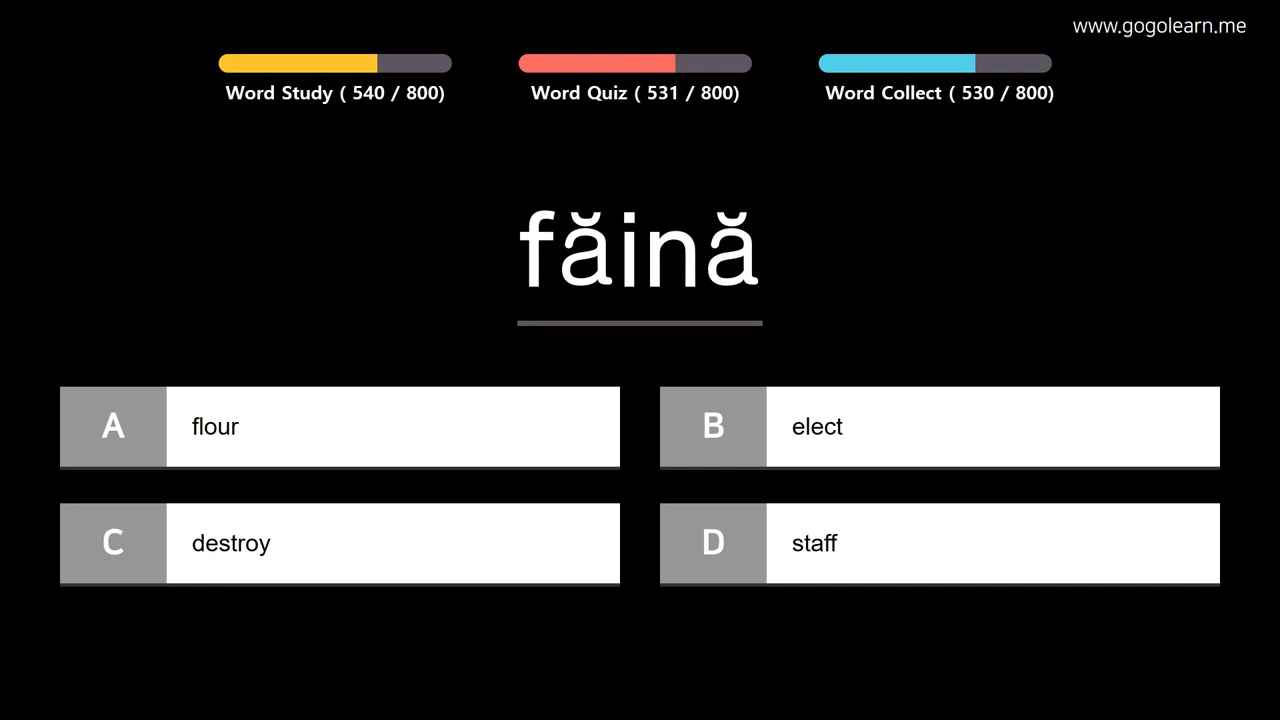 www.gogolearn.me
Word Study ( 540 / 800)
Word Quiz ( 531 / 800)
Word Collect ( 530 / 800)
făină
A flour
B elect
C destroy
D staff